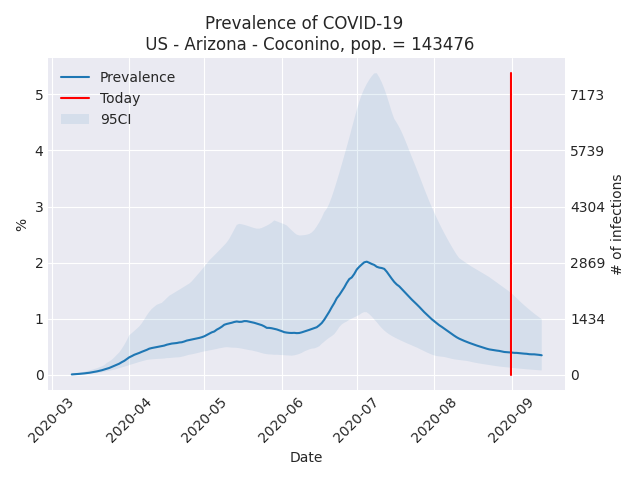 Prevalence of COVID-19
US - Arizona - Coconino, pop. = 143476
Prevalence
Today
95CI
5
4
3
2
1
0
%
7173
5739
4304
2869
1434
0
# of infections
2020-03
2020-04
2020-05
2020-06
2020-07
2020-08
2020-09
Date